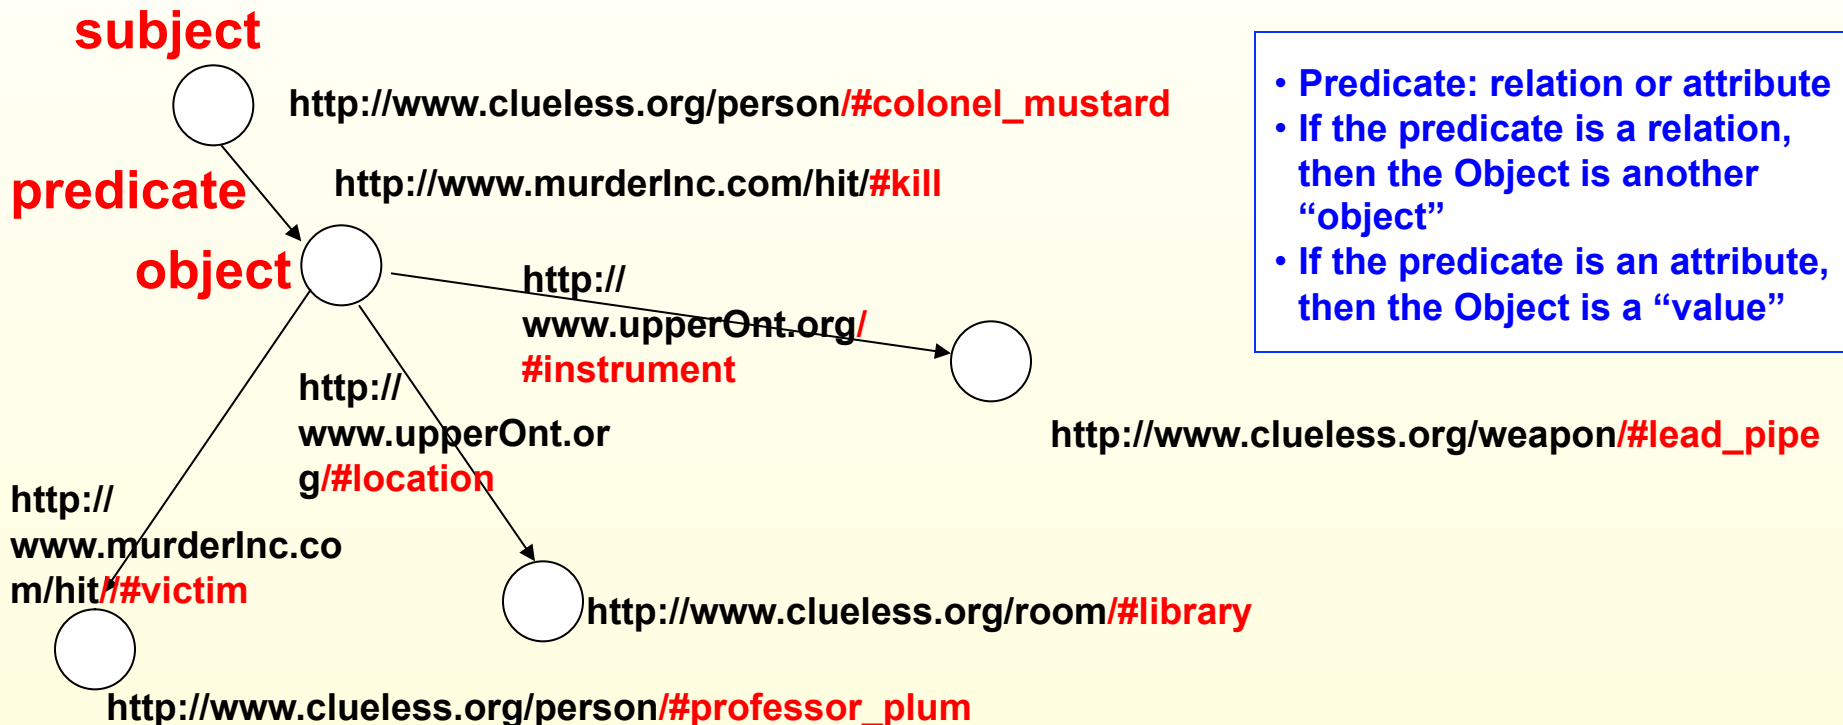 subject
http://www.clueless.org/person/#colonel_mustard
predicate
http://www.murderInc.com/hit/#kill
object
http://
www.upperOnt.org/
#instrument
http://
www.upperOnt.or
g/#location
http://www.clueless.org/weapon/#lead_pipe
http://
www.murderInc.co
m/hit//#victim
http://www.clueless.org/room/#library
http://www.clueless.org/person/#professor_plum
• Predicate: relation or attribute
• If the predicate is a relation,
then the Object is another
“object”
• If the predicate is an attribute,
then the Object is a “value”